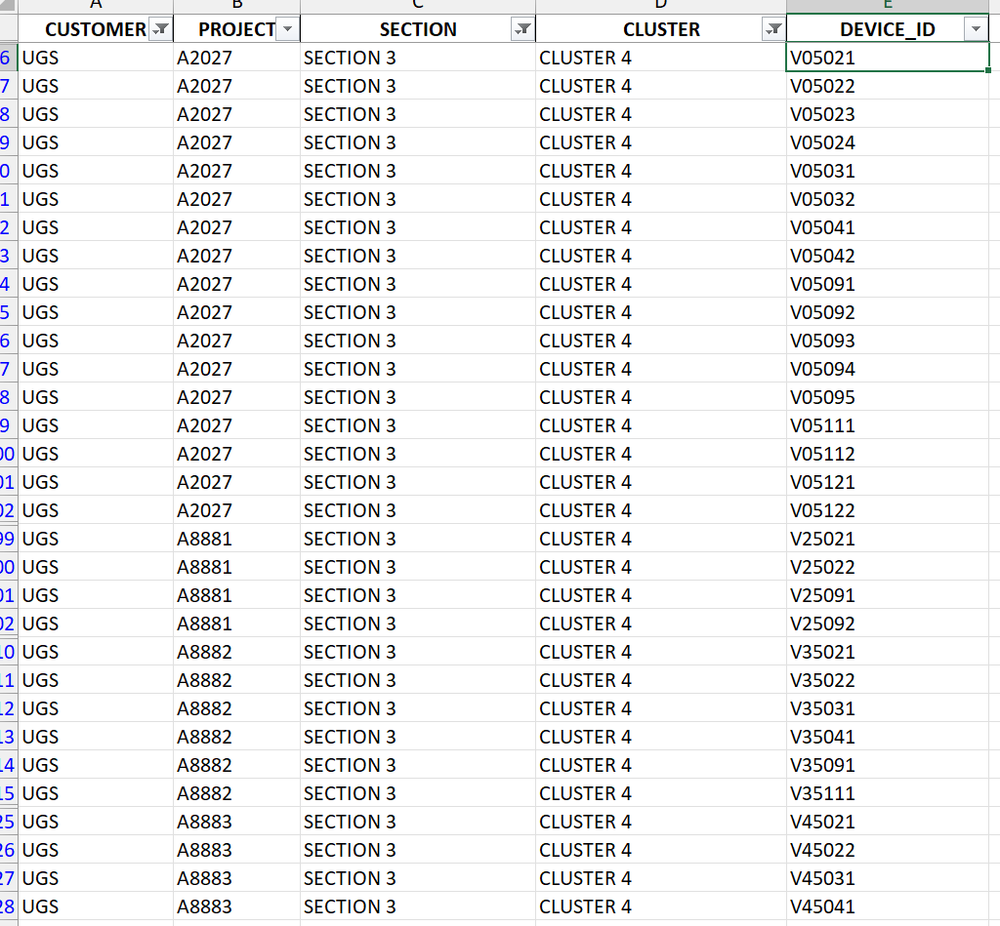 A B C D E
CUSTOMER PROJECT SECTION CLUSTER DEVICE_ID
6 UGS A2027 SECTION 3 CLUSTER 4 V05021
7 UGS A2027 SECTION 3 CLUSTER 4 V05022
8 UGS A2027 SECTION 3 CLUSTER 4 V05023
9 UGS A2027 SECTION 3 CLUSTER 4 V05024
0 UGS A2027 SECTION 3 CLUSTER 4 V05031
1 UGS A2027 SECTION 3 CLUSTER 4 V05032
2 UGS A2027 SECTION 3 CLUSTER 4 V05041
3 UGS A2027 SECTION 3 CLUSTER 4 V05042
4 UGS A2027 SECTION 3 CLUSTER 4 V05091
5 UGS A2027 SECTION 3 CLUSTER 4 V05092
6 UGS A2027 SECTION 3 CLUSTER 4 V05093
7 UGS A2027 SECTION 3 CLUSTER 4 V05094
8 UGS A2027 SECTION 3 CLUSTER 4 V05095
9 UGS A2027 SECTION 3 CLUSTER 4 V05111
00 UGS A2027 SECTION 3 CLUSTER 4 V05112
01 UGS A2027 SECTION 3 CLUSTER 4 V05121
02 UGS A2027 SECTION 3 CLUSTER 4 V05122
99 UGS A8881 SECTION 3 CLUSTER 4 V25021
00 UGS A8881 SECTION 3 CLUSTER 4 V25022
01 UGS A8881 SECTION 3 CLUSTER 4 V25091
02 UGS A8881 SECTION 3 CLUSTER 4 V25092
10 UGS A8882 SECTION 3 CLUSTER 4 V35021
11 UGS A8882 SECTION 3 CLUSTER 4 V35022
12 UGS A8882 SECTION 3 CLUSTER 4 V35031
13 UGS A8882 SECTION 3 CLUSTER 4 V35041
14 UGS A8882 SECTION 3 CLUSTER 4 V35091
15 UGS A8882 SECTION 3 CLUSTER 4 V35111
25 UGS A8883 SECTION 3 CLUSTER 4 V45021
26 UGS A8883 SECTION 3 CLUSTER 4 V45022
27 UGS A8883 SECTION 3 CLUSTER 4 V45031
28 UGS A8883 SECTION 3 CLUSTER 4 V45041